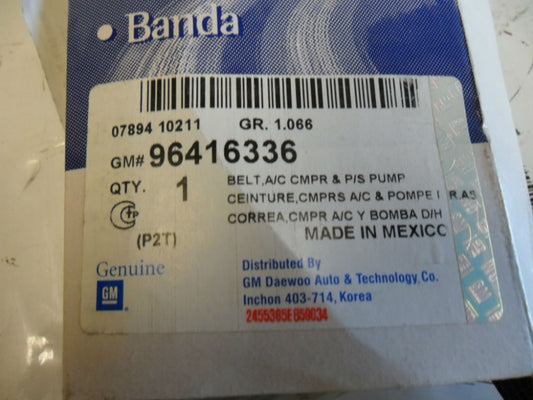 • Banda
07894 10211 GR. 1.066
GM# 96416336
QTY. 1 BELT,A/C CMPR & P/S PUMP
CEINTURE,CMPRS A/C & POMPE
CORREA,CMPR A/C Y BOMBA D/H
(P2T) MADE IN MEXICO
Genuine
GM
Distributed By
GM Daewoo Auto & Technology, Co.
Inchon 403-714, Korea